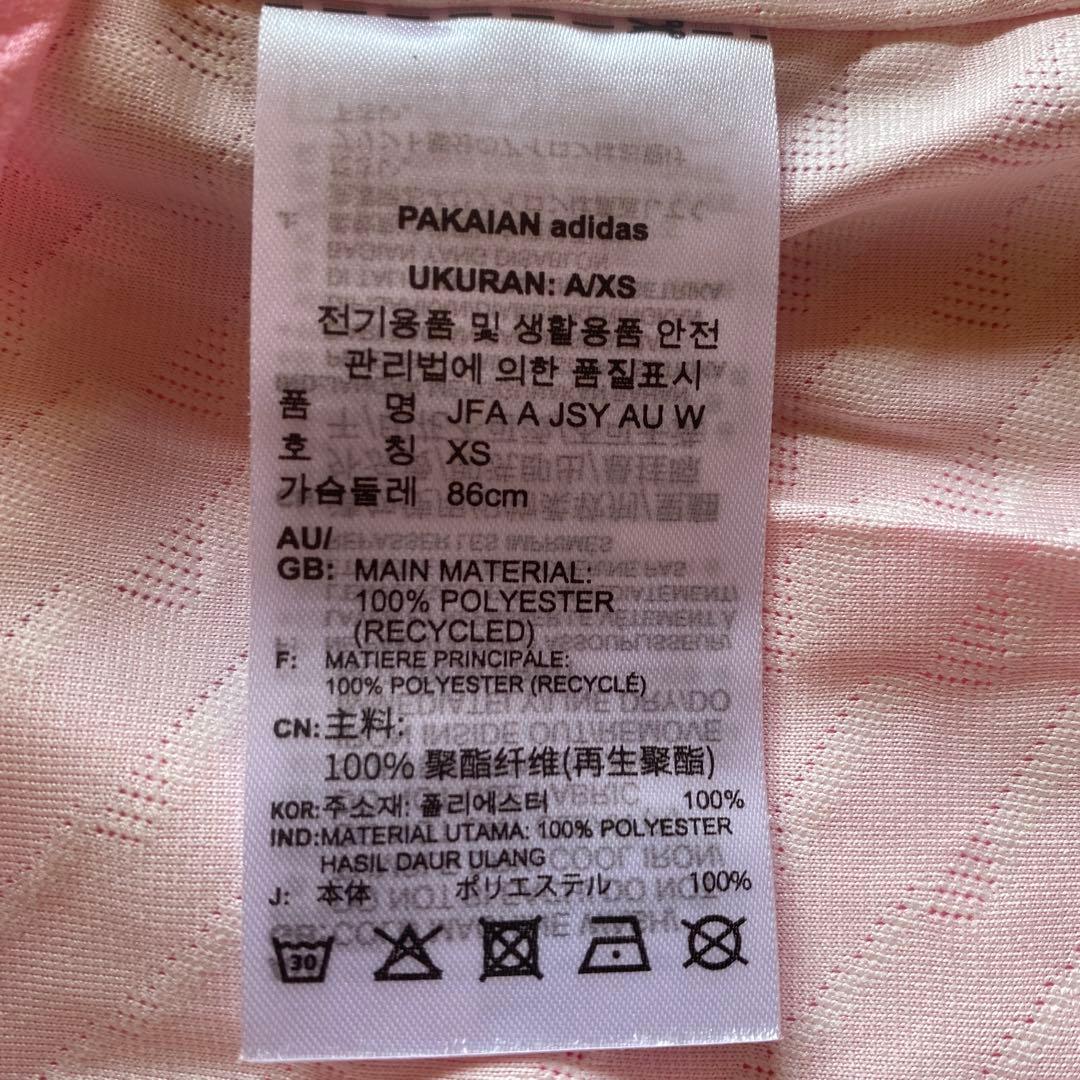 PAKAIAN adidas
UKURAN: A/XS
전기용품 및 생활용품 안전
관리법에 의한 품질표시
품 명 JFA A JSY AU W
호 칭 XS
가슴둘레 86cm
AU/
GB: MAIN MATERIAL:
100% POLYESTER
(RECYCLED)
F: MATIERE PRINCIPALE:
100% POLYESTER (RECYCLÉ)
CN: 主料:
100% 聚酯纤维(再生聚酯)
KOR: 주소재: 폴리에스터 100%
IND: MATERIAL UTAMA: 100% POLYESTER
HASIL DAUR ULANG
J: 本体 ポリエステル 100%
30